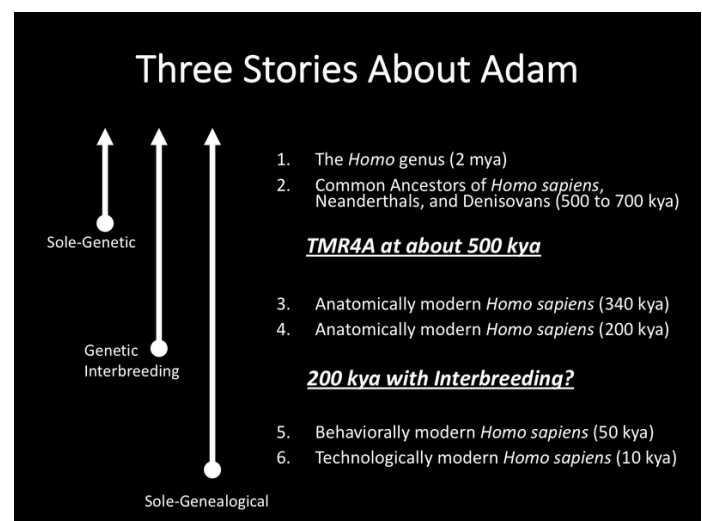 Three Stories About Adam
1. The Homo genus (2 mya)
2. Common Ancestors of Homo sapiens,
Neanderthals, and Denisovans (500 to 700 kya)
Sole-Genetic
TMR4A at about 500 kya
3. Anatomically modern Homo sapiens (340 kya)
4. Anatomically modern Homo sapiens (200 kya)
Genetic
Interbreeding
200 kya with Interbreeding?
5. Behaviorally modern Homo sapiens (50 kya)
6. Technologically modern Homo sapiens (10 kya)
Sole-Genealogical